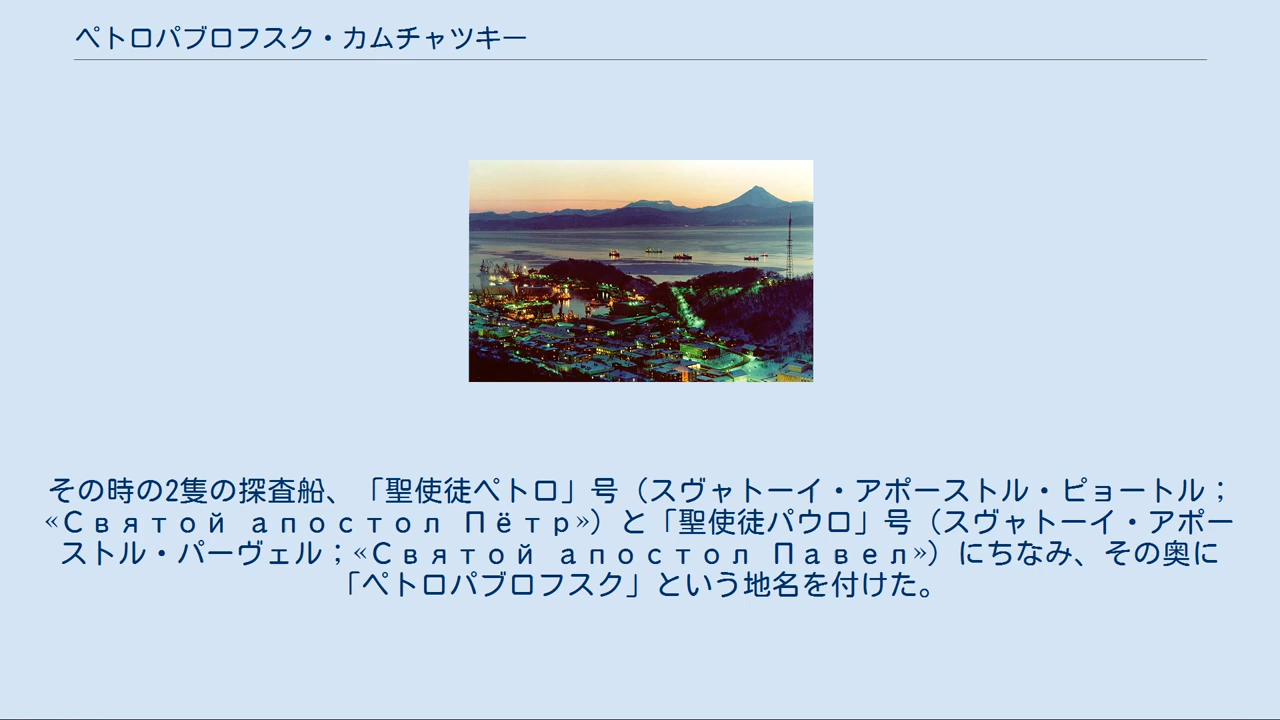 ペトロパブロフスク・カムチャツキー
その時の2隻の探査船、「聖使徒ペトロ」号（スヴャトーイ・アポーストル・ピョートル；
«Святой апостол Пётр»）と「聖使徒パウロ」号（スヴャトーイ・アポー
ストル・パーヴェル；«Святой апостол Павел»）にちなみ、その奥に
「ペトロパブロフスク」という地名を付けた。